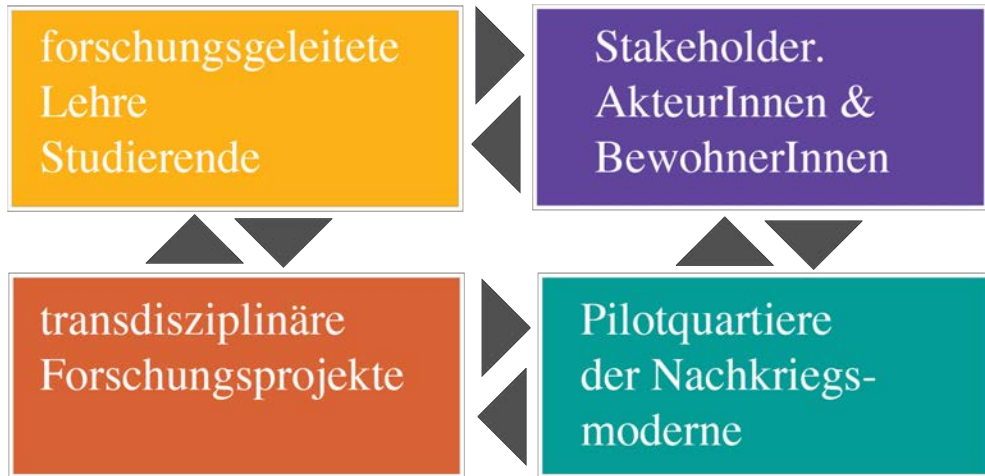 forschungsgeleitete
Lehre
Studierende
Stakeholder.
AkteurInnen &
BewohnerInnen
transdisziplinäre
Forschungsprojekte
Pilotquartiere
der Nachkriegs-
moderne